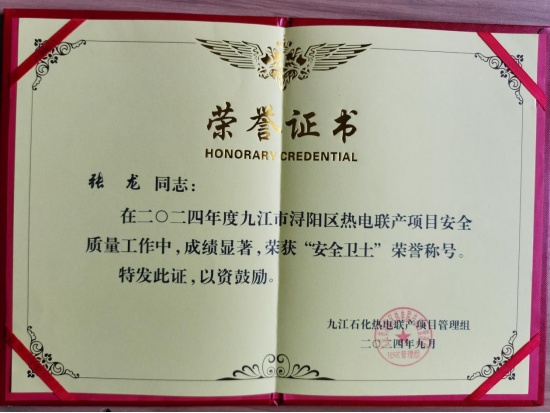 荣誉证书
HONORARY CREDENTIAL
张龙 同志：
在二〇二四年度九江市浔阳区热电联产项目安全
质量工作中，成绩显著，荣获“安全卫士”荣誉称号。
特发此证，以资鼓励。
九江石化热电联产项目管理组
二〇二四年九月